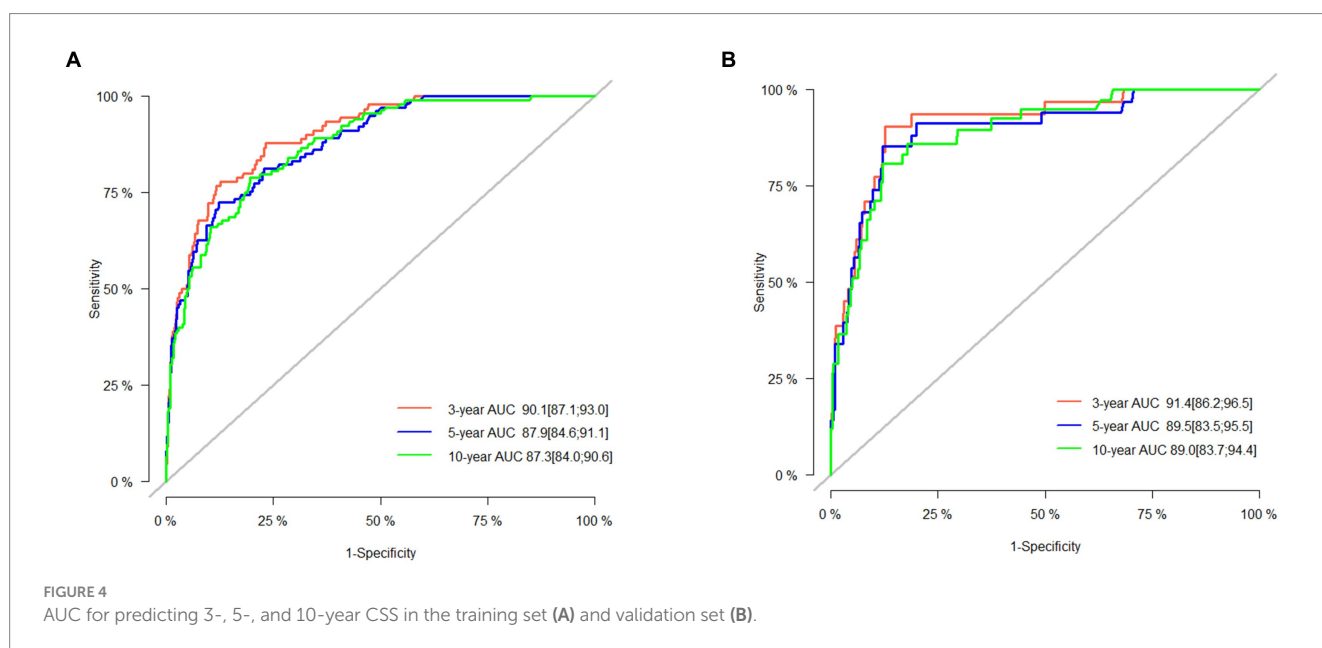 A
100 %
75 %
50 %
25 %
0 %
Sensitivity
0 %
25 %
50 %
75 %
100 %
1-Specificity
3-year AUC 90.1[87.1;93.0]
5-year AUC 87.9[84.6;91.1]
10-year AUC 87.3[84.0;90.6]
B
100 %
75 %
50 %
25 %
0 %
Sensitivity
0 %
25 %
50 %
75 %
100 %
1-Specificity
3-year AUC 91.4[86.2;96.5]
5-year AUC 89.5[83.5;95.5]
10-year AUC 89.0[83.7;94.4]
FIGURE 4
AUC for predicting 3-, 5-, and 10-year CSS in the training set (A) and validation set (B).